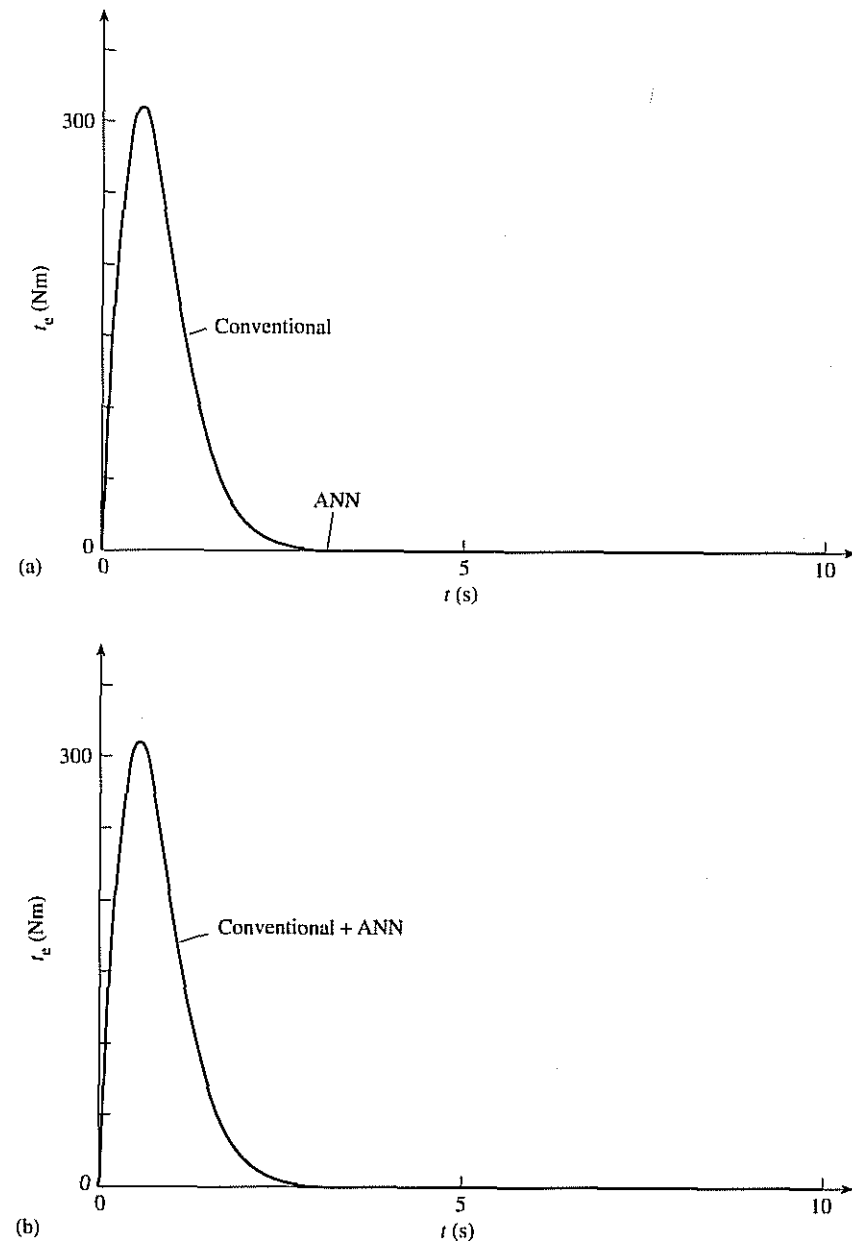 300
t_e (Nm)
Conventional
ANN
0
(a)
0
5
10
t (s)
300
t_e (Nm)
Conventional + ANN
0
0
5
10
(b)
t (s)